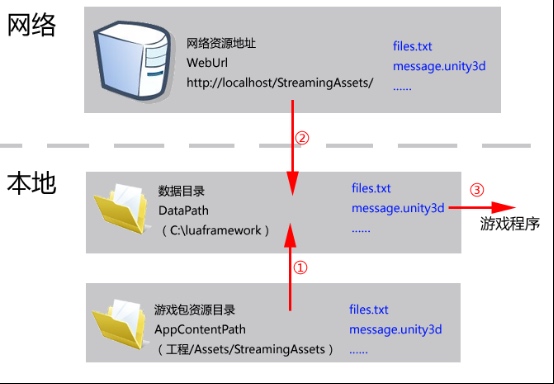 网络
网络资源地址
WebUrl
http://localhost/StreamingAssets/
files.txt
message.unity3d
......
②
本地
数据目录
DataPath
（C:\luaframework）
files.txt
message.unity3d
......
③
游戏程序
①
游戏包资源目录
AppContentPath
（工程/Assets/StreamingAssets）
files.txt
message.unity3d
......